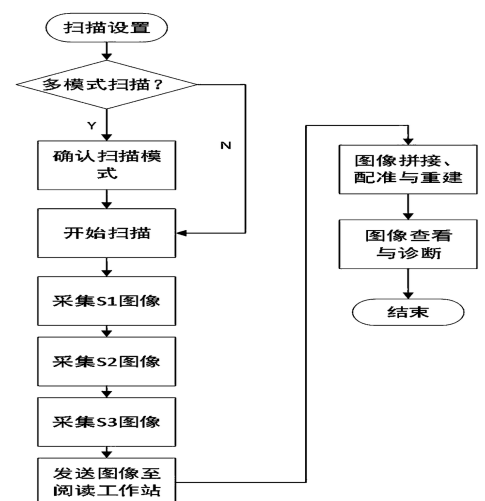 扫描设置
多模式扫描？
Y
N
确认扫描模
式
开始扫描
采集S1图像
采集S2图像
采集S3图像
发送图像至
阅读工作站
图像拼接、
配准与重建
图像查看
与诊断
结束